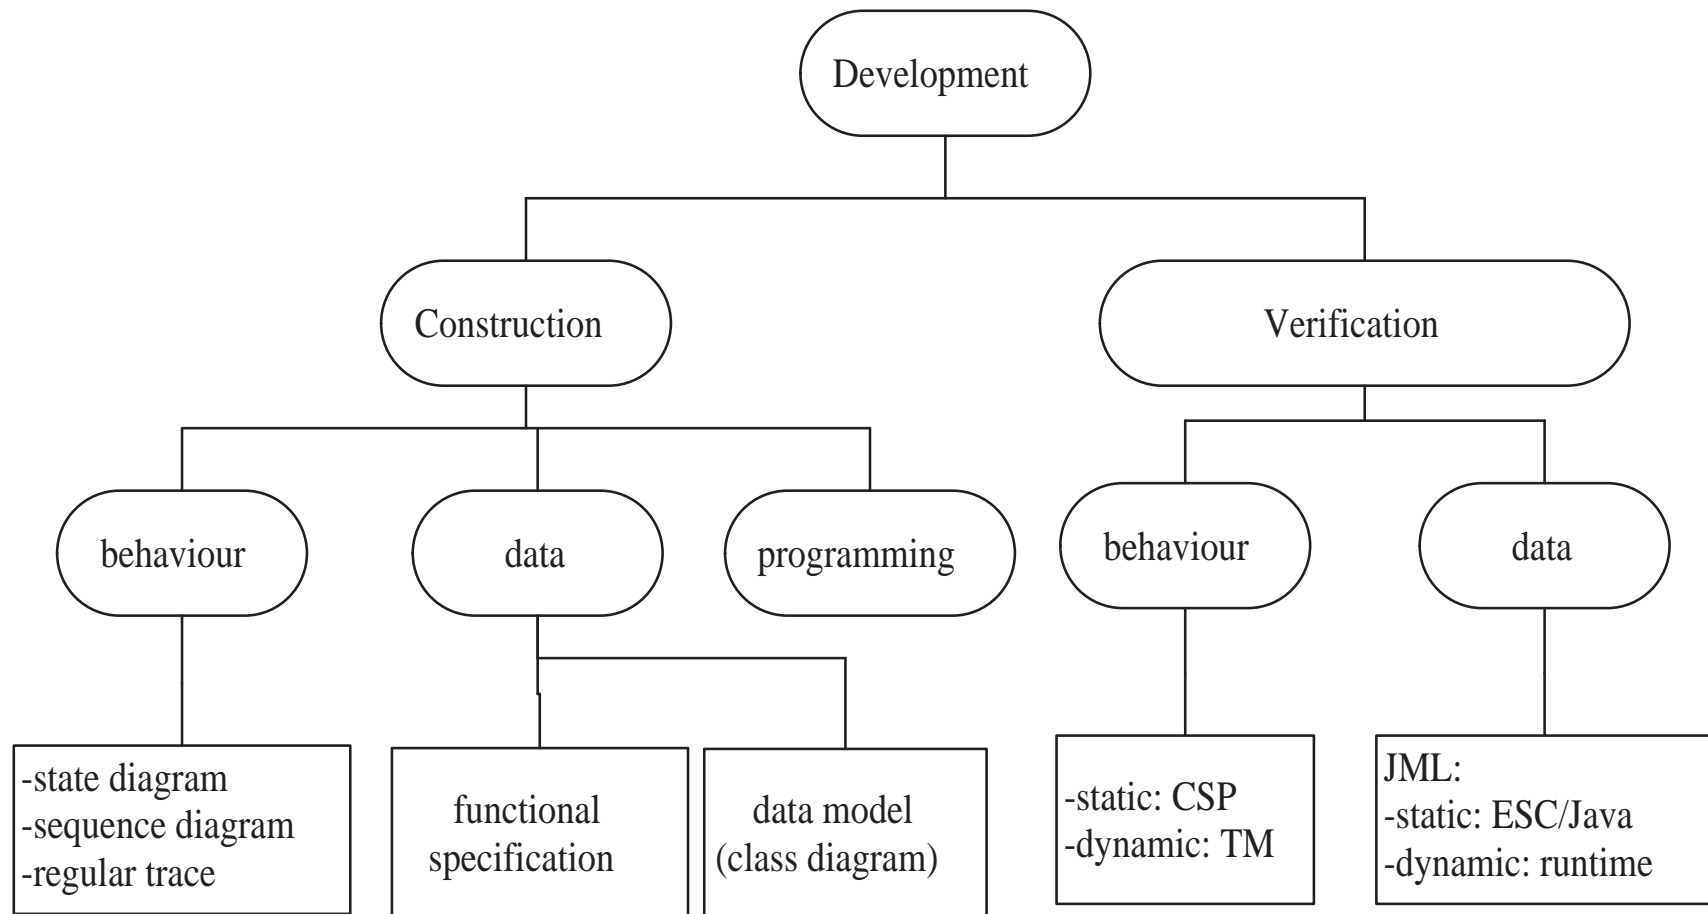 Development
Construction
Verification
behaviour
data
programming
behaviour
data
-state diagram
-sequence diagram
-regular trace
functional
specification
data model
(class diagram)
-static: CSP
-dynamic: TM
JML:
-static: ESC/Java
-dynamic: runtime